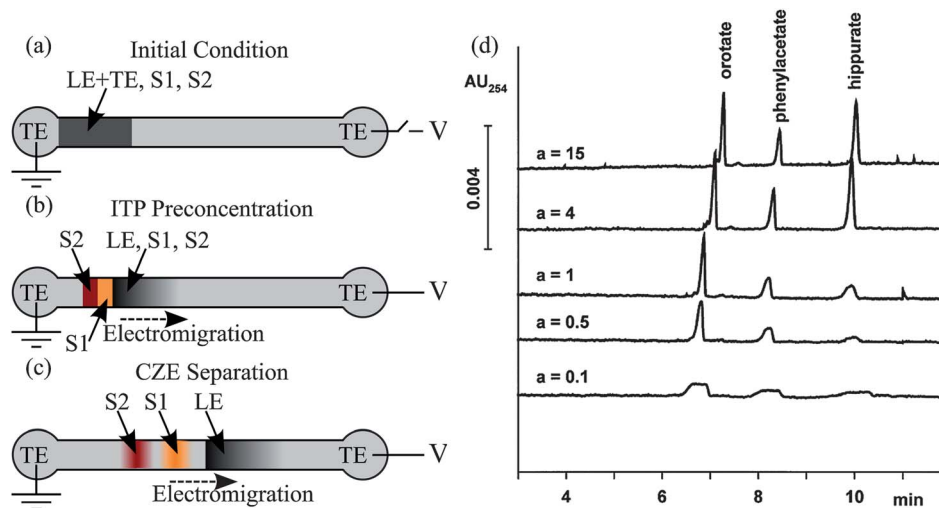 (a)
Initial Condition
LE+TE, S1, S2
TE
TE
V
(b)
ITP Preconcentration
S2
LE, S1, S2
TE
TE
V
S1
Electromigration
(c)
CZE Separation
S2
S1
LE
TE
TE
V
Electromigration
(d)
orotate
phenylacetate
hippurate
AU254
0.004
a = 15
a = 4
a = 1
a = 0.5
a = 0.1
4
6
8
10
min